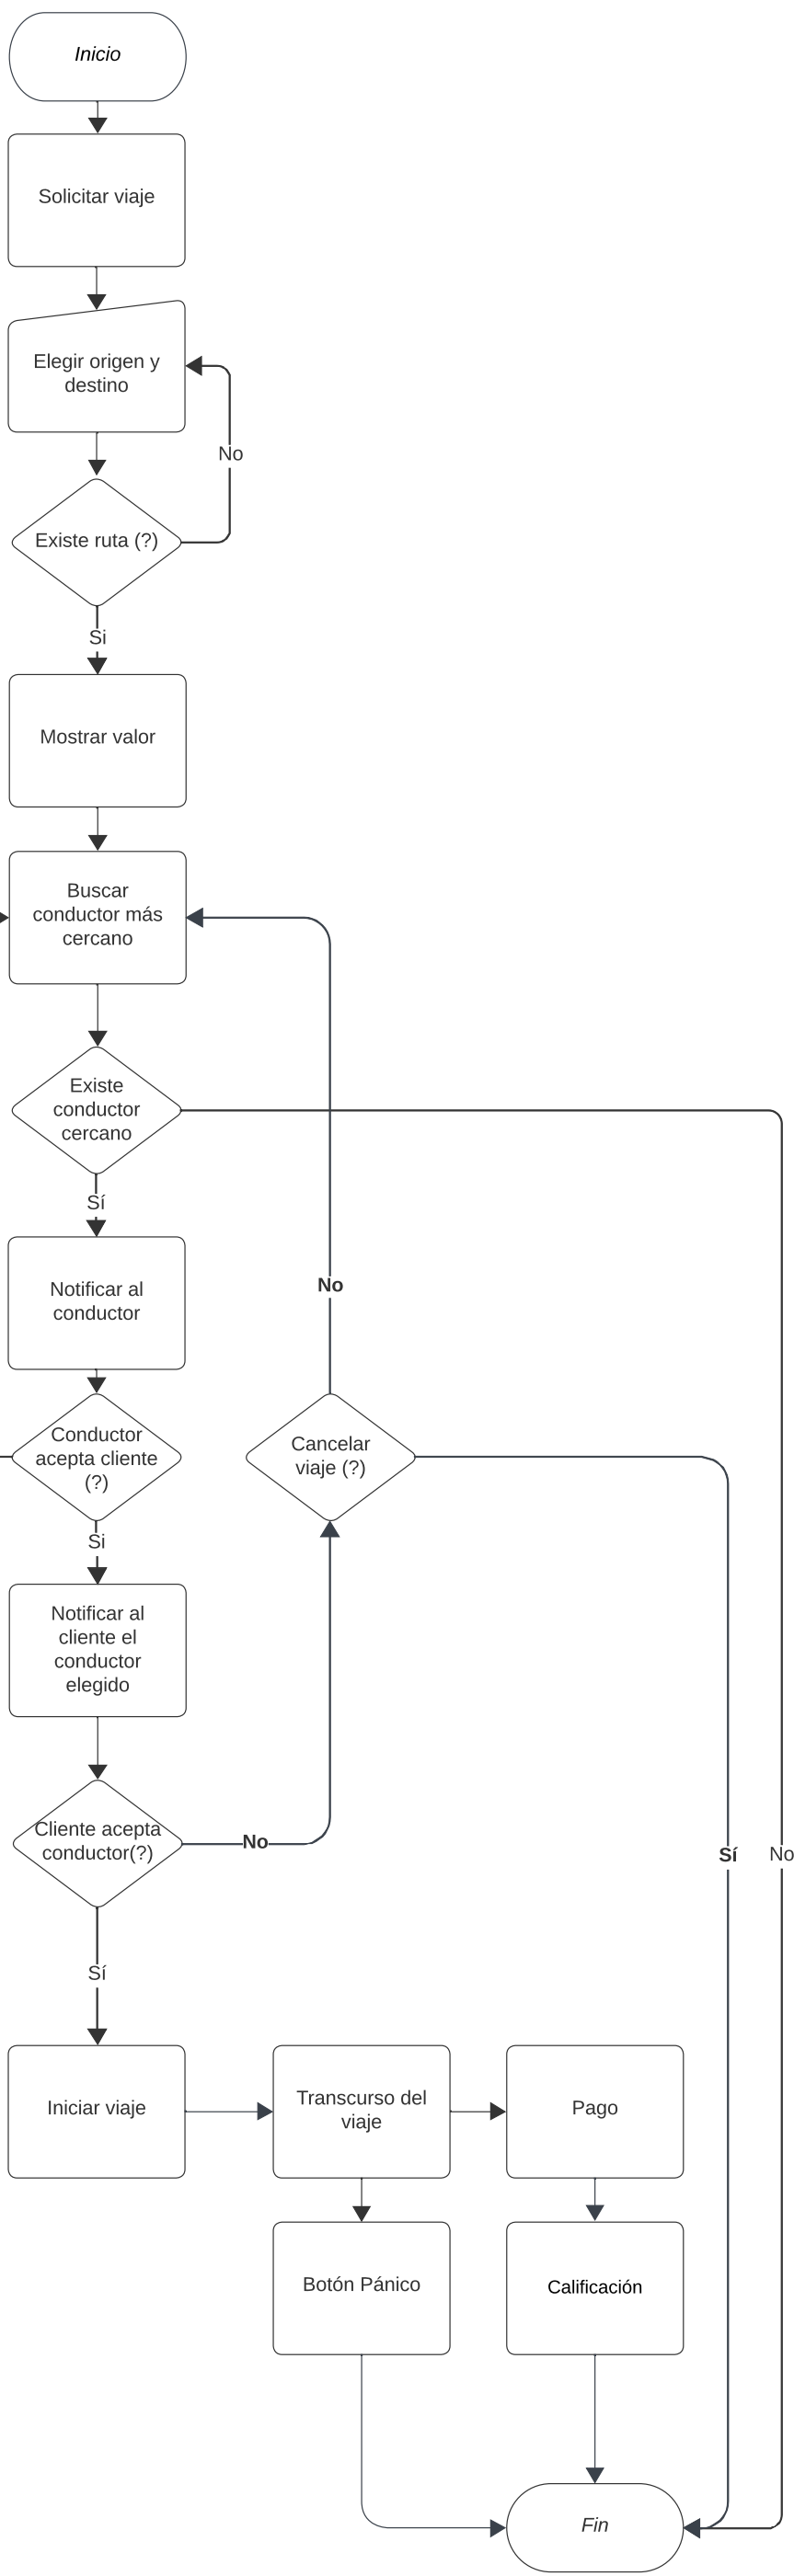 Inicio
Solicitar viaje
Elegir origen y
destino
No
Existe ruta (?)
Si
Mostrar valor
Buscar
conductor más
cercano
Existe
conductor
cercano
Sí
Notificar al
conductor
No
Conductor
acepta cliente
(?)
Cancelar
viaje (?)
Si
Notificar al
cliente el
conductor
elegido
Cliente acepta
conductor(?)
No
Sí
No
Sí
Iniciar viaje
Transcurso del
viaje
Pago
Botón Pánico
Calificación
Fin